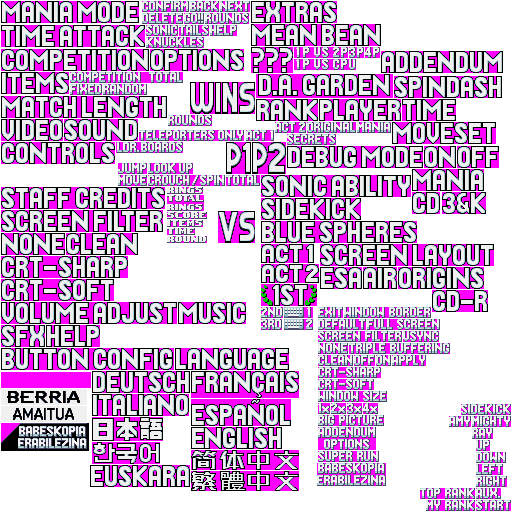 MANIA MODE
CONFIRM BACK NEXT
DELETE GO! ROUNDS
EXTRAS
TIME ATTACK
SONIC TAILS HELP
KNUCKLES
MEAN BEAN
COMPETITION OPTIONS
???
1P VS 2P 3P 4P
1P VS CPU
ADDENDUM
ITEMS
COMPETITION TOTAL
FIXED RANDOM
WINS
D.A. GARDEN
SPINDASH
MATCH LENGTH
RANK PLAYER TIME
ROUNDS
VIDEO SOUND
TELEPORTERS ONLY ACT 1
ACT 2 ORIGINAL MANIA
SECRETS
MOVESET
CONTROLS
LDR. BOARDS
P1 P2
DEBUG MODE ON OFF
JUMP LOOK UP
MOVE CROUCH / SPIN TOTAL
SONIC ABILITY
MANIA
STAFF CREDITS
RINGS
TOTAL
RINGS
SCORE
ITEMS
TIME
ROUND
SIDEKICK
CD 3&K
SCREEN FILTER
VS
BLUE SPHERES
NONE CLEAN
ACT 1
SCREEN LAYOUT
CRT-SHARP
ACT 2
ESAAIR ORIGINS
CRT-SOFT
1ST
CD-R
VOLUME ADJUST MUSIC
2ND 1
3RD 2
EXIT WINDOW BORDER
DEFAULT FULL SCREEN
SFX HELP
SCREEN FILTER VSYNC
NONE TRIPLE BUFFERING
BUTTON CONFIG LANGUAGE
CLEAN OFF ON APPLY
CRT-SHARP
CRT-SOFT
WINDOW SIZE
1× 2× 3× 4×
BIG PICTURE
ADDENDUM
OPTIONS
SUPER RUN
BABESKOPIA
ERABILEZINA
DEUTSCH FRANÇAIS
BERRIA
AMAITUA
BABESKOPIA
ERABILEZINA
ITALIANO
ESPAÑOL
日本語
ENGLISH
한국어
简体中文
EUSKARA
繁體中文
SIDEKICK
AMY MIGHTY
RAY
UP
DOWN
LEFT
RIGHT
TOP RANK AUX.
MY RANK START